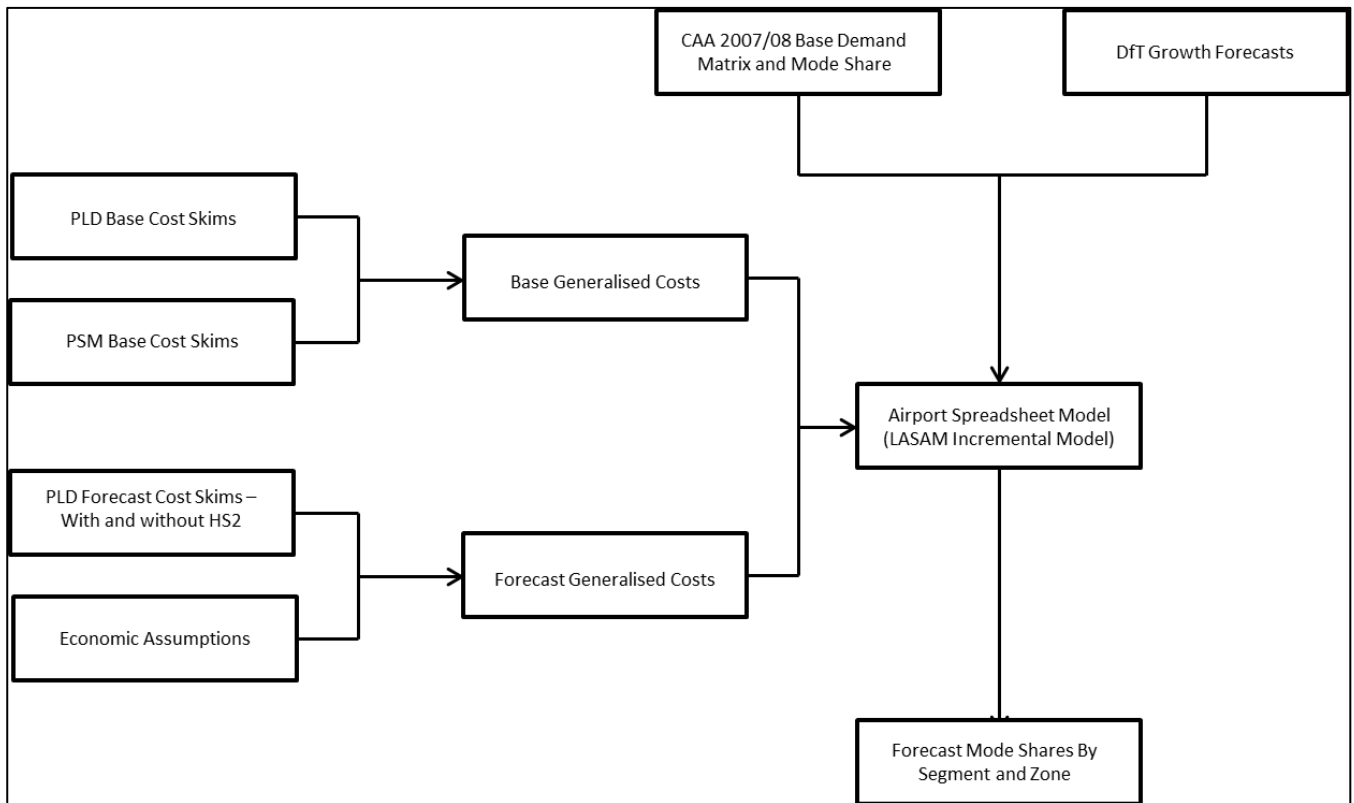 CAA 2007/08 Base Demand
Matrix and Mode Share
DfT Growth Forecasts
PLD Base Cost Skims
Base Generalised Costs
PSM Base Cost Skims
Airport Spreadsheet Model
(LASAM Incremental Model)
PLD Forecast Cost Skims –
With and without HS2
Forecast Generalised Costs
Economic Assumptions
Forecast Mode Shares By
Segment and Zone